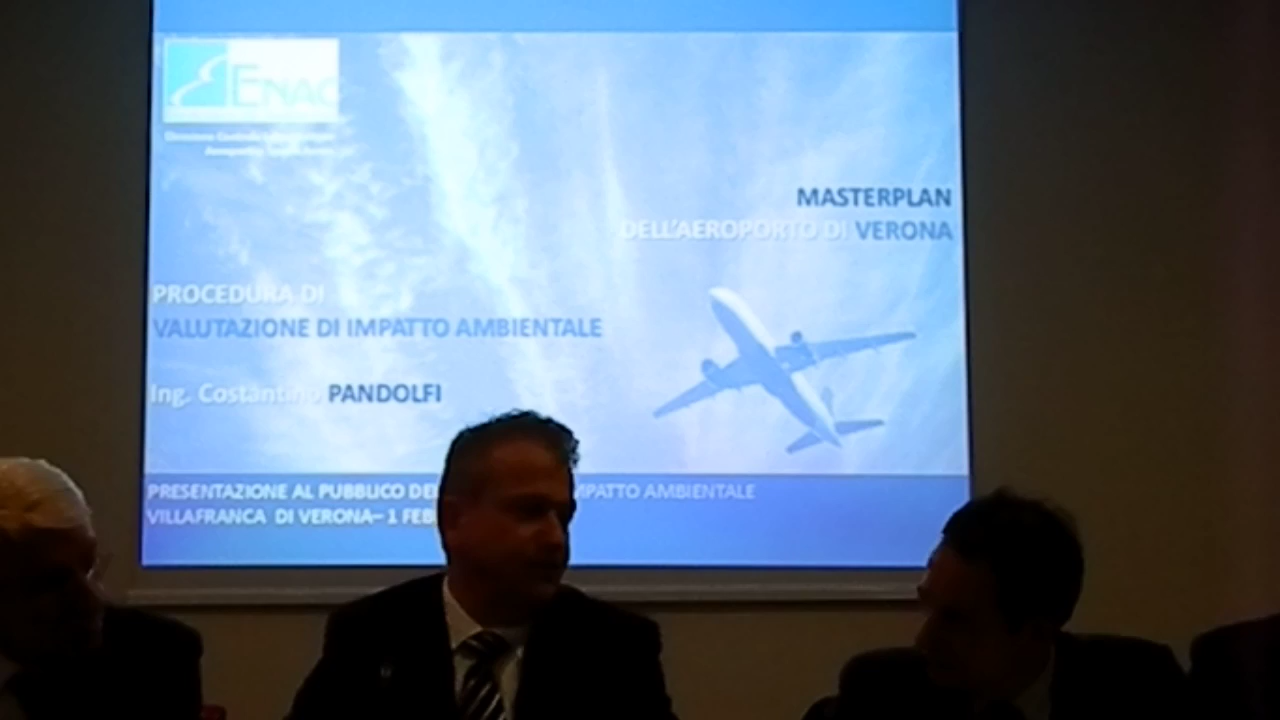 ENAC
MASTERPLAN
DELL'AEROPORTO DI VERONA
PROCEDURA DI
VALUTAZIONE DI IMPATTO AMBIENTALE
Ing. Costantino PANDOLFI
PRESENTAZIONE AL PUBBLICO IMPATTO AMBIENTALE
VILLAFRANCA DI VERONA– 1 FEB